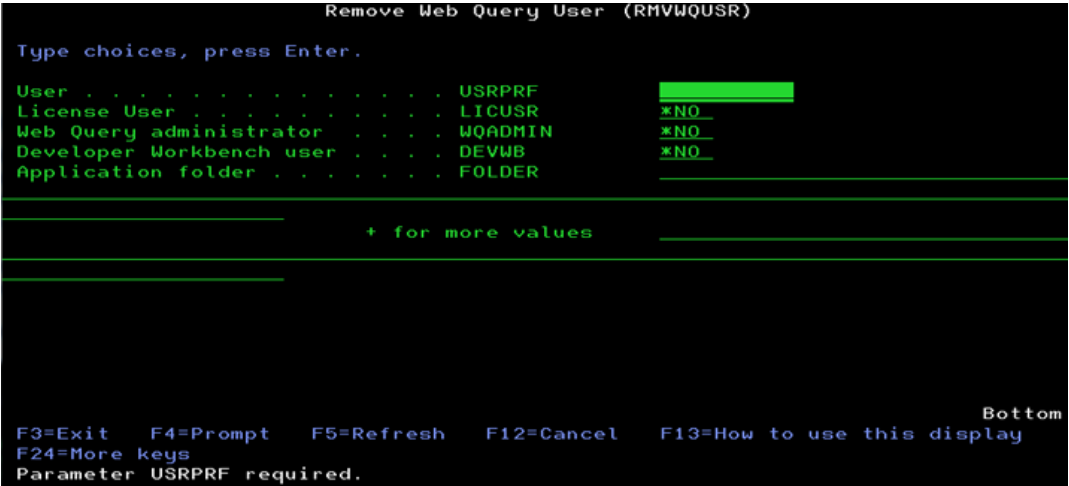 Remove Web Query User (RMVWQUSR)
Type choices, press Enter.
User . . . . . . . . . . . . . . USRPRF
License User . . . . . . . . . . LICUSR *NO
Web Query administrator . . . . WQADMIN *NO
Developer Workbench user . . . . DEVWB *NO
Application folder . . . . . . . FOLDER
+ for more values
Bottom
F3=Exit F4=Prompt F5=Refresh F12=Cancel F13=How to use this display
F24=More keys
Parameter USRPRF required.